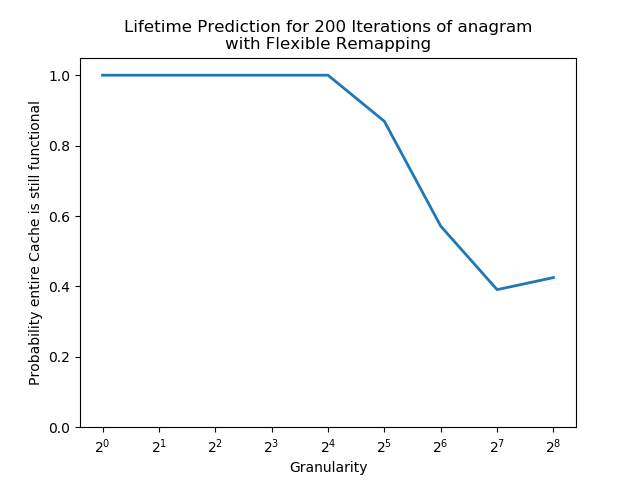 Lifetime Prediction for 200 Iterations of anagram
with Flexible Remapping
Probability entire Cache is still functional
1.0
0.8
0.6
0.4
0.2
0.0
2^0 2^1 2^2 2^3 2^4 2^5 2^6 2^7 2^8
Granularity